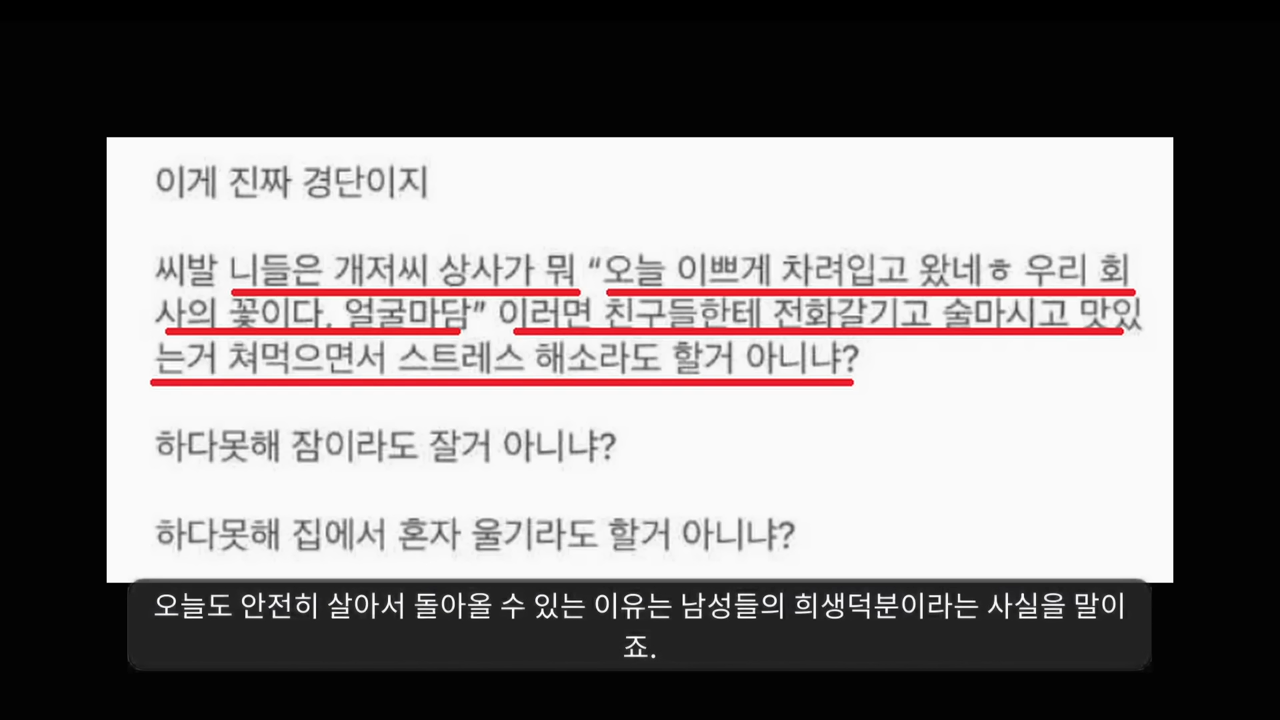 이게 진짜 경단이지
씨발 니들은 개저씨 상사가 뭐 “오늘 이쁘게 차려입고 왔네ㅎ 우리 회
사의 꽃이다, 얼굴마담” 이러면 친구들한테 전화갈기고 술마시고 맛있
는거 쳐먹으면서 스트레스 해소라도 할거 아니냐?
하다못해 잠이라도 잘거 아니냐?
하다못해 집에서 혼자 울기라도 할거 아니냐?
오늘도 안전히 살아서 돌아올 수 있는 이유는 남성들의 희생덕분이라는 사실을 말이
죠.